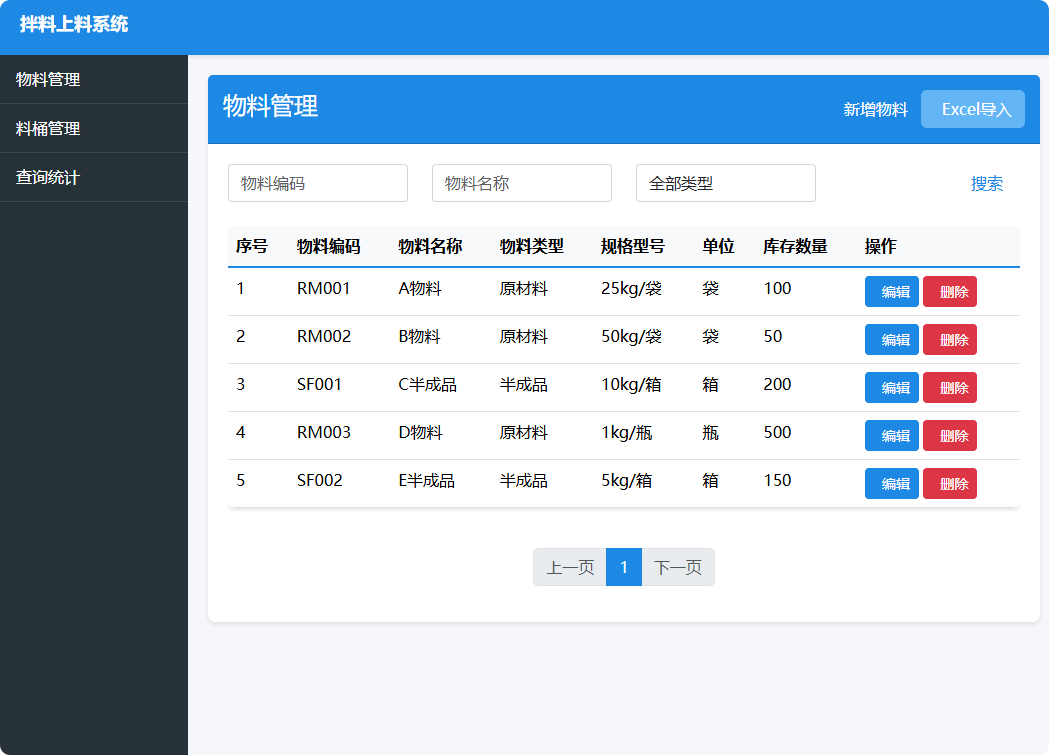 拌料上料系统
物料管理
料桶管理
查询统计
物料管理
新增物料 Excel导入
物料编码 物料名称 全部类型 搜索
序号 物料编码 物料名称 物料类型 规格型号 单位 库存数量 操作
1 RM001 A物料 原材料 25kg/袋 袋 100 编辑 删除
2 RM002 B物料 原材料 50kg/袋 袋 50 编辑 删除
3 SF001 C半成品 半成品 10kg/箱 箱 200 编辑 删除
4 RM003 D物料 原材料 1kg/瓶 瓶 500 编辑 删除
5 SF002 E半成品 半成品 5kg/箱 箱 150 编辑 删除
上一页 1 下一页